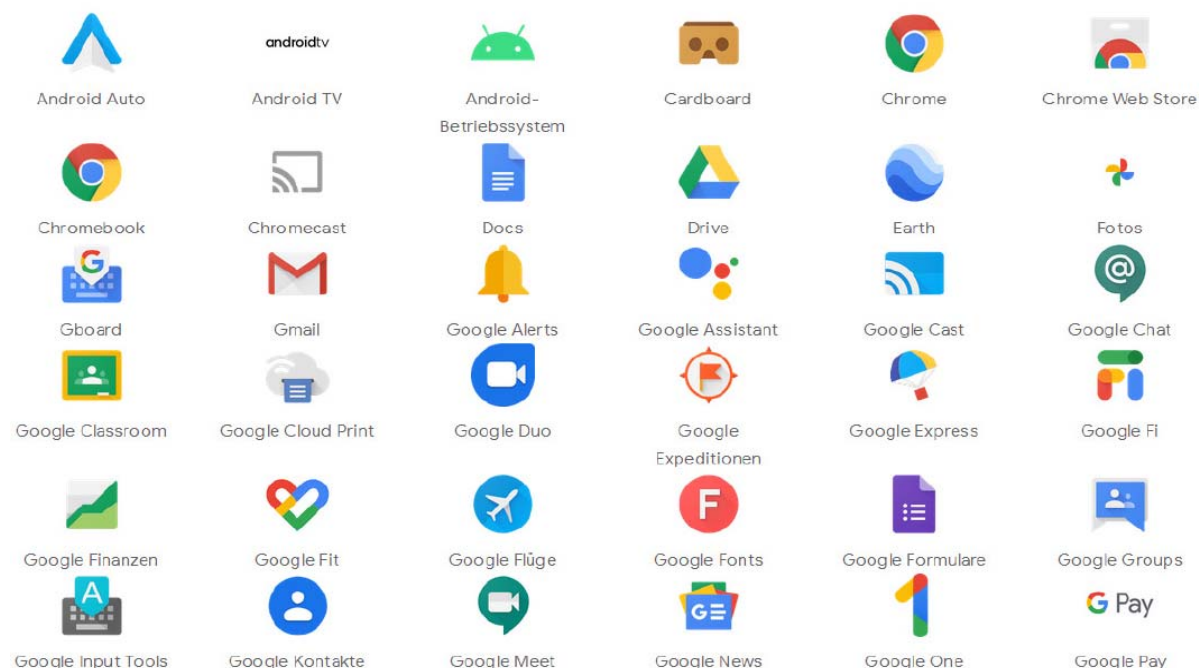 androidtv
Android Auto
Android TV
Android-
Betriebssystem
Cardboard
Chrome
Chrome Web Store
Chromebook
Chromecast
Docs
Drive
Earth
Fotos
G
Gboard
Gmail
Google Alerts
Google Assistant
Google Cast
@
Google Chat
Google Classroom
Google Cloud Print
Google Duo
Google
Expeditionen
Google Express
Fi
Google Fi
Google Finanzen
Google Fit
Google Flüge
F
Google Fonts
Google Formulare
Google Groups
A
Google Input Tools
Google Kontakte
Google Meet
G
Google News
1
Google One
G Pay
Google Pay